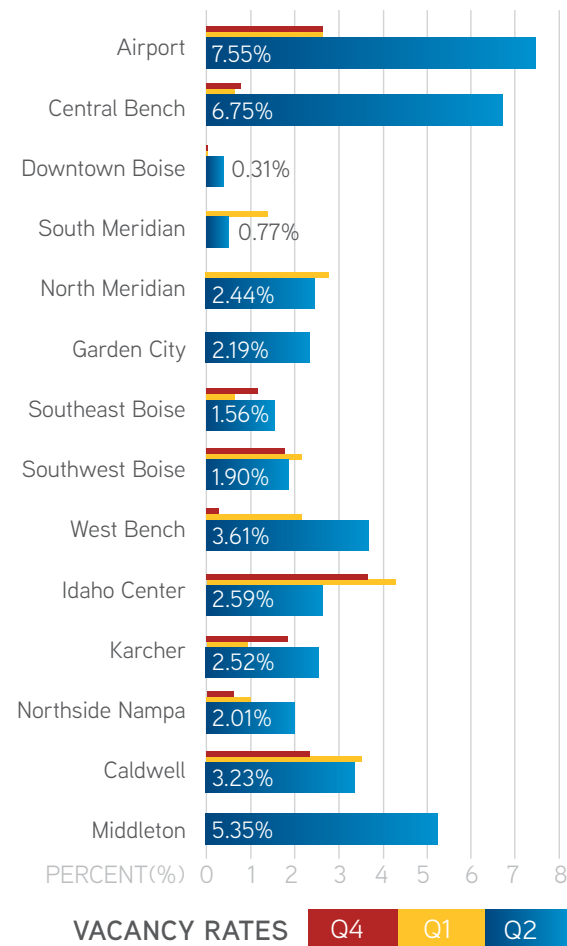 Airport
7.55%
Central Bench
6.75%
Downtown Boise
0.31%
South Meridian
0.77%
North Meridian
2.44%
Garden City
2.19%
Southeast Boise
1.56%
Southwest Boise
1.90%
West Bench
3.61%
Idaho Center
2.59%
Karcher
2.52%
Northside Nampa
2.01%
Caldwell
3.23%
Middleton
5.35%
PERCENT(%) 0 1 2 3 4 5 6 7 8
VACANCY RATES Q4 Q1 Q2